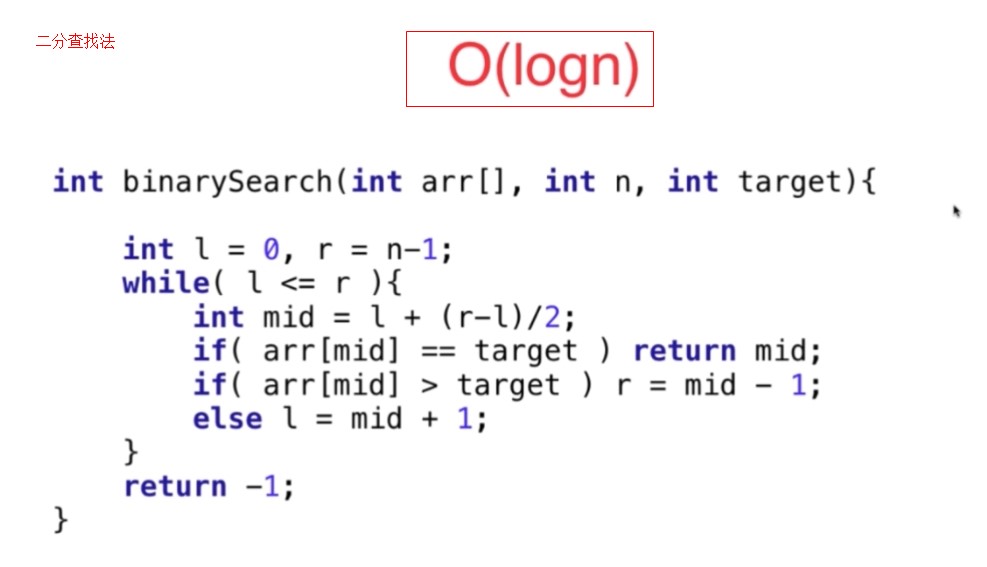 二分查找法
O(logn)
int binarySearch(int arr[], int n, int target){
int l = 0, r = n-1;
while( l <= r ){
int mid = l + (r-l)/2;
if( arr[mid] == target ) return mid;
if( arr[mid] > target ) r = mid - 1;
else l = mid + 1;
}
return -1;
}